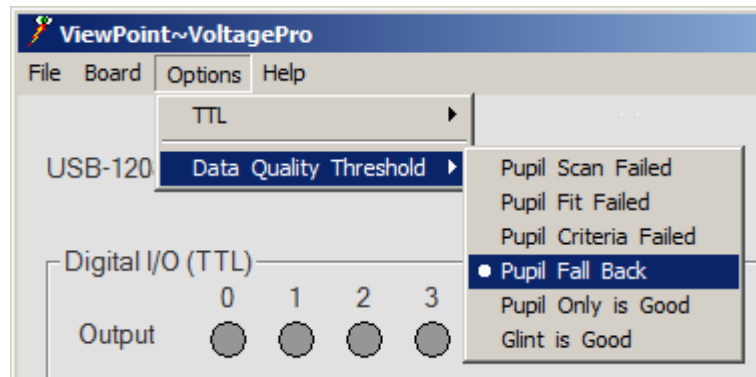 ViewPoint~VoltagePro
File Board Options Help
TTL
USB-120
Data Quality Threshold
Pupil Scan Failed
Pupil Fit Failed
Pupil Criteria Failed
Pupil Fall Back
Pupil Only is Good
Glint is Good
Digital I/O (TTL)
0 1 2 3
Output